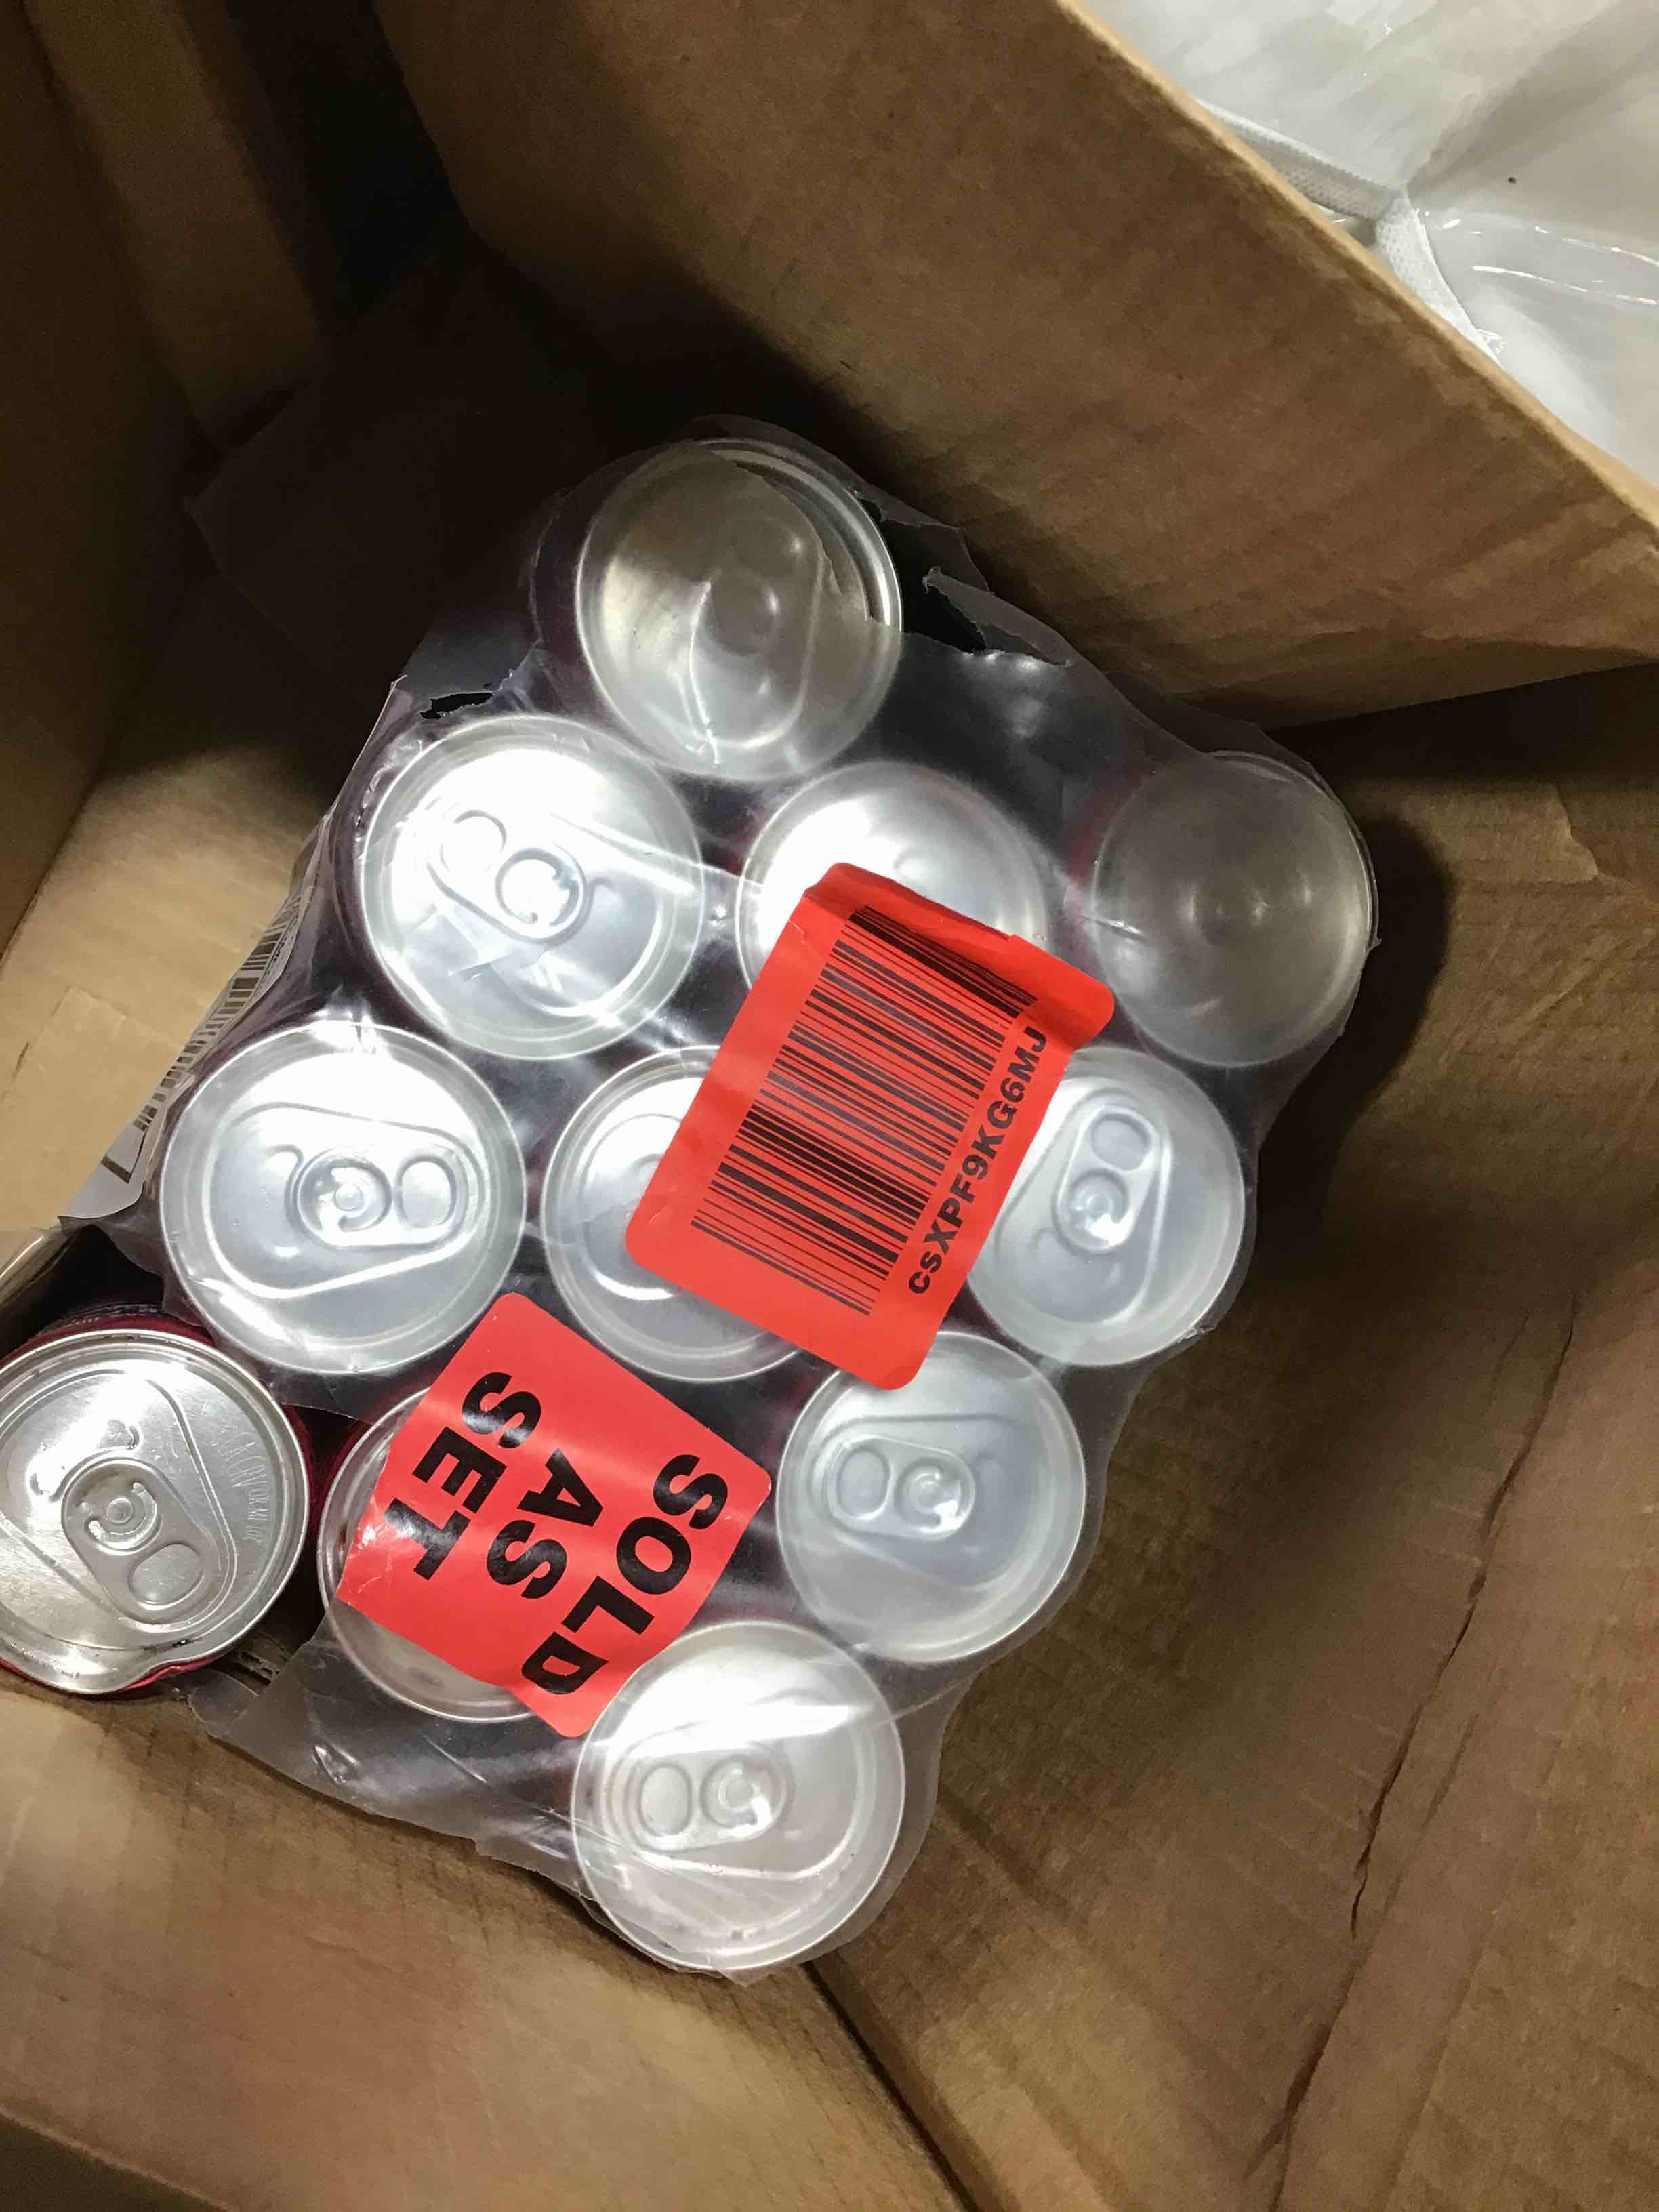 CSXPF9KG6MJ
SOLD
AS
SET